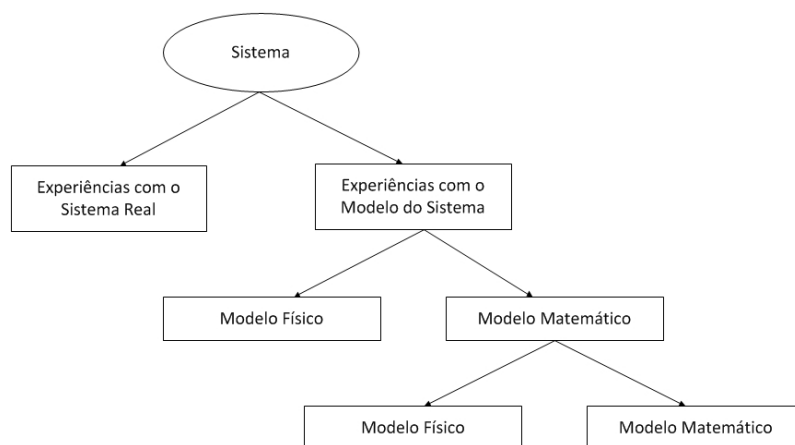 Sistema
Experiências com o
Sistema Real
Experiências com o
Modelo do Sistema
Modelo Físico
Modelo Matemático
Modelo Físico
Modelo Matemático